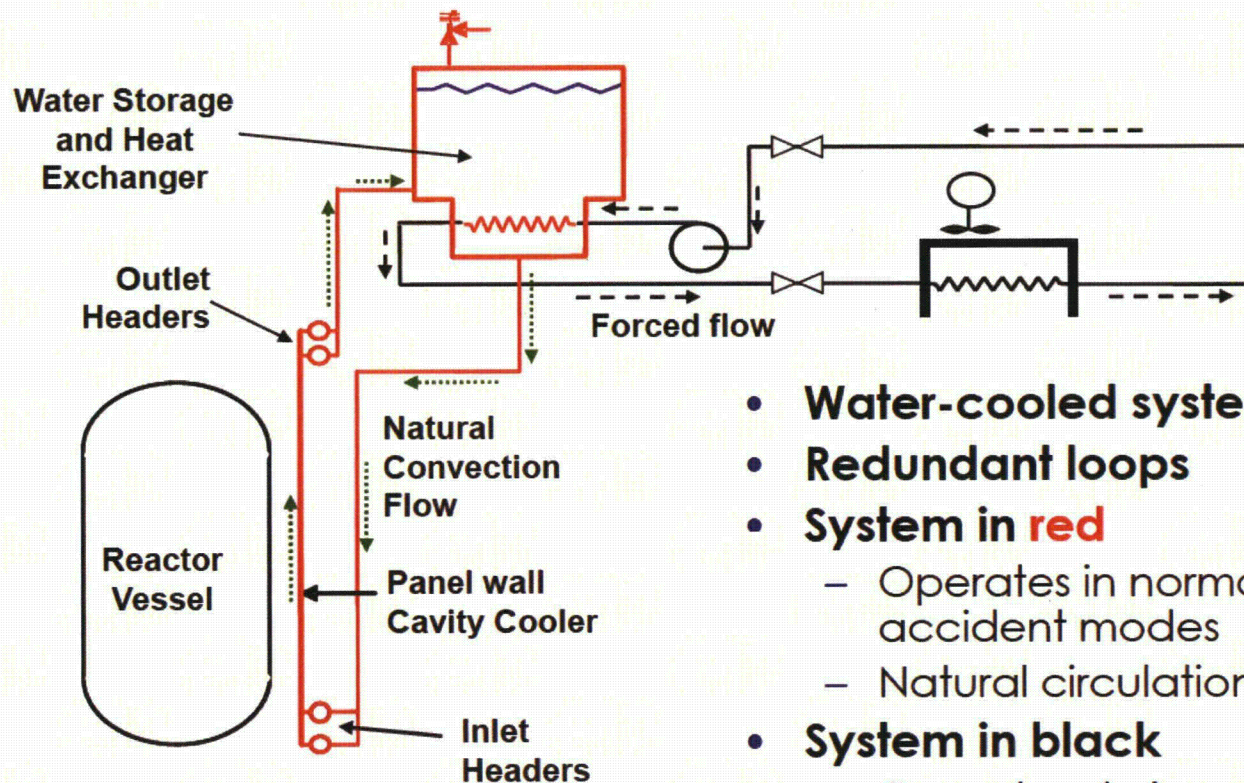 Water Storage
and Heat
Exchanger
Outlet
Headers
Forced flow
Natural
Convection
Flow
Reactor
Vessel
Panel wall
Cavity Cooler
Inlet
Headers
• Water-cooled syste
• Redundant loops
• System in red
– Operates in norma
accident modes
– Natural circulation
• System in black